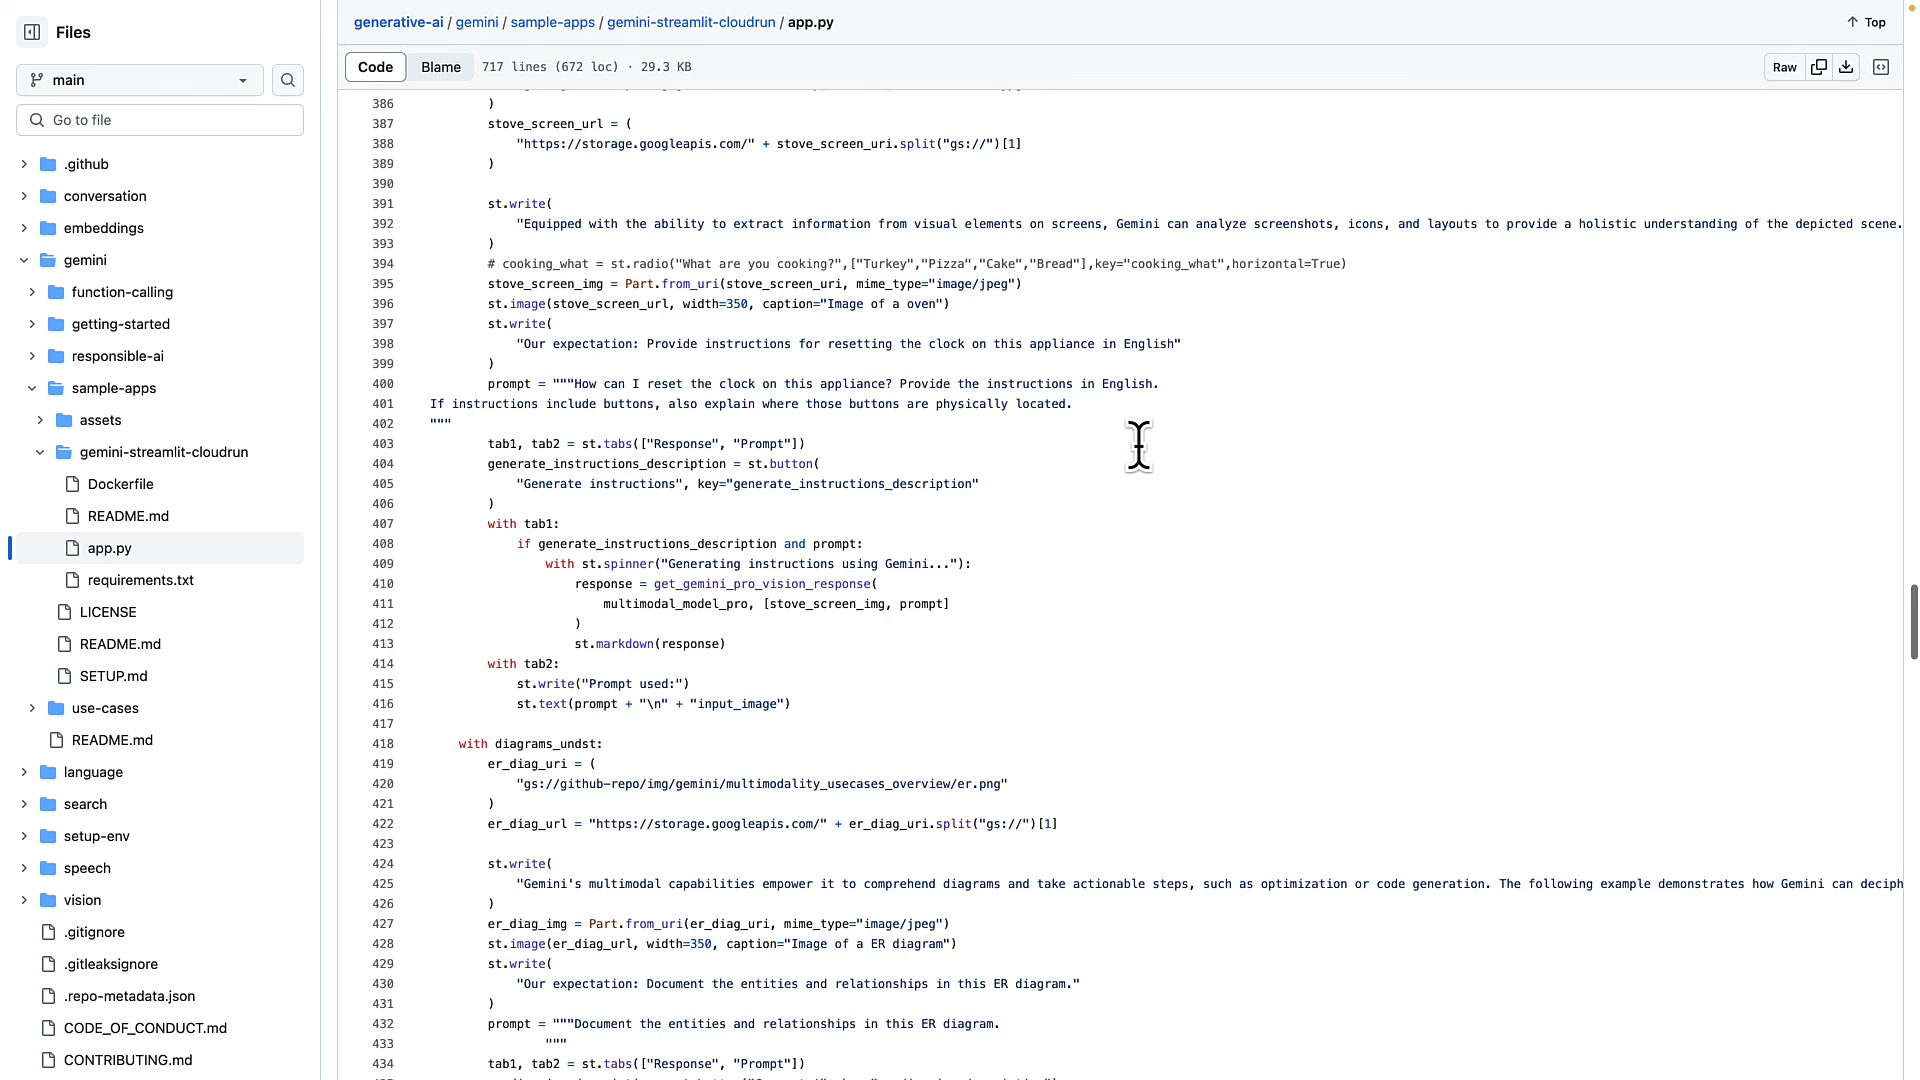 Files
main
Go to file
.github
conversation
embeddings
gemini
function-calling
getting-started
responsible-ai
sample-apps
assets
gemini-streamlit-cloudrun
Dockerfile
README.md
app.py
requirements.txt
LICENSE
README.md
SETUP.md
use-cases
README.md
language
search
setup-env
speech
vision
.gitignore
.gitleaksignore
.repo-metadata.json
CODE_OF_CONDUCT.md
CONTRIBUTING.md
generative-ai / gemini / sample-apps / gemini-streamlit-cloudrun / app.py
Top
Code Blame 717 lines (672 loc) · 29.3 KB
Raw
386 )
387 stove_screen_url = (
388 "https://storage.googleapis.com/" + stove_screen_uri.split("gs://")[1]
389 )
390
391 st.write(
392 "Equipped with the ability to extract information from visual elements on screens, Gemini can analyze screenshots, icons, and layouts to provide a holistic understanding of the depicted scene.
393 )
394 # cooking_what = st.radio("What are you cooking?",["Turkey","Pizza","Cake","Bread"],key="cooking_what",horizontal=True)
395 stove_screen_img = Part.from_uri(stove_screen_uri, mime_type="image/jpeg")
396 st.image(stove_screen_url, width=350, caption="Image of a oven")
397 st.write(
398 "Our expectation: Provide instructions for resetting the clock on this appliance in English"
399 )
400 prompt = """How can I reset the clock on this appliance? Provide the instructions in English.
401 If instructions include buttons, also explain where those buttons are physically located.
402 """
403 tab1, tab2 = st.tabs(["Response", "Prompt"])
404 generate_instructions_description = st.button(
405 "Generate instructions", key="generate_instructions_description"
406 )
407 with tab1:
408 if generate_instructions_description and prompt:
409 with st.spinner("Generating instructions using Gemini..."):
410 response = get_gemini_pro_vision_response(
411 multimodal_model_pro, [stove_screen_img, prompt]
412 )
413 st.markdown(response)
414 with tab2:
415 st.write("Prompt used:")
416 st.text(prompt + "\n" + "input_image")
417
418 with diagrams_undst:
419 er_diag_uri = (
420 "gs://github-repo/img/gemini/multimodality_usecases_overview/er.png"
421 )
422 er_diag_url = "https://storage.googleapis.com/" + er_diag_uri.split("gs://")[1]
423
424 st.write(
425 "Gemini's multimodal capabilities empower it to comprehend diagrams and take actionable steps, such as optimization or code generation. The following example demonstrates how Gemini can deciph
426 )
427 er_diag_img = Part.from_uri(er_diag_uri, mime_type="image/jpeg")
428 st.image(er_diag_url, width=350, caption="Image of a ER diagram")
429 st.write(
430 "Our expectation: Document the entities and relationships in this ER diagram."
431 )
432 prompt = """Document the entities and relationships in this ER diagram.
433 """
434 tab1, tab2 = st.tabs(["Response", "Prompt"])